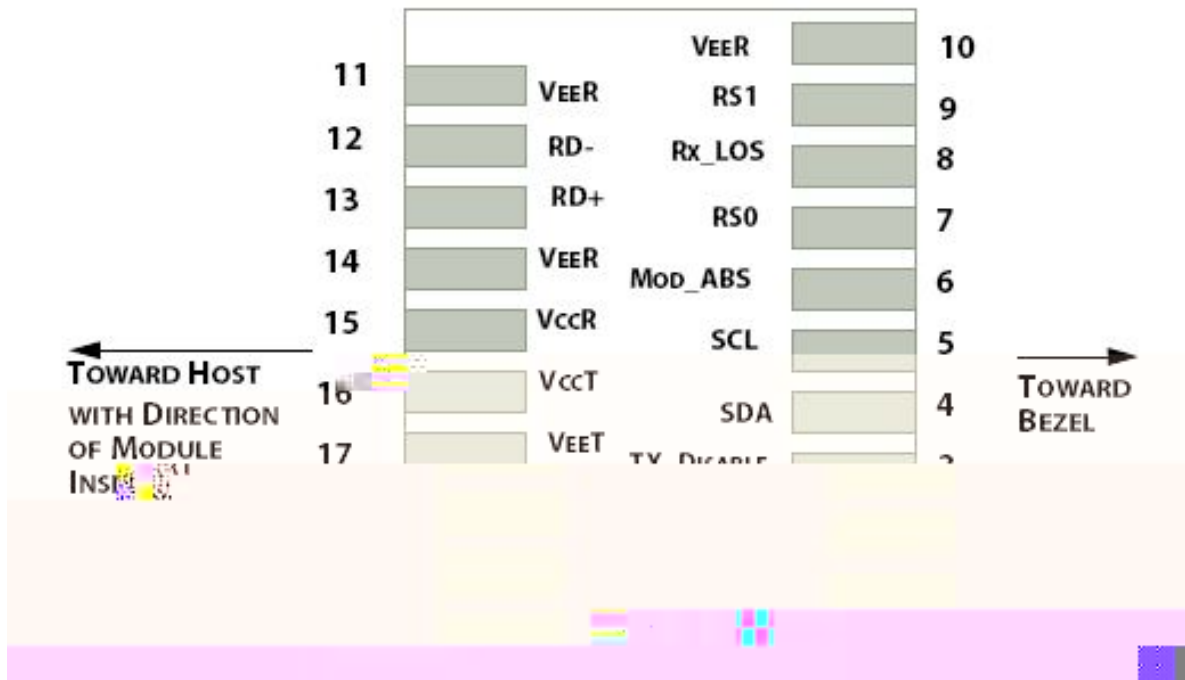 VEER 10
11 VEER RS1 9
12 RD- Rx_LOS 8
13 RD+ RS0 7
14 VEER MOD_ABS 6
15 VCCR SCL 5
TOWARD HOST
WITH DIRECTION
OF MODULE
16 VCCT SDA 4
TOWARD
BEZEL
17 VEET